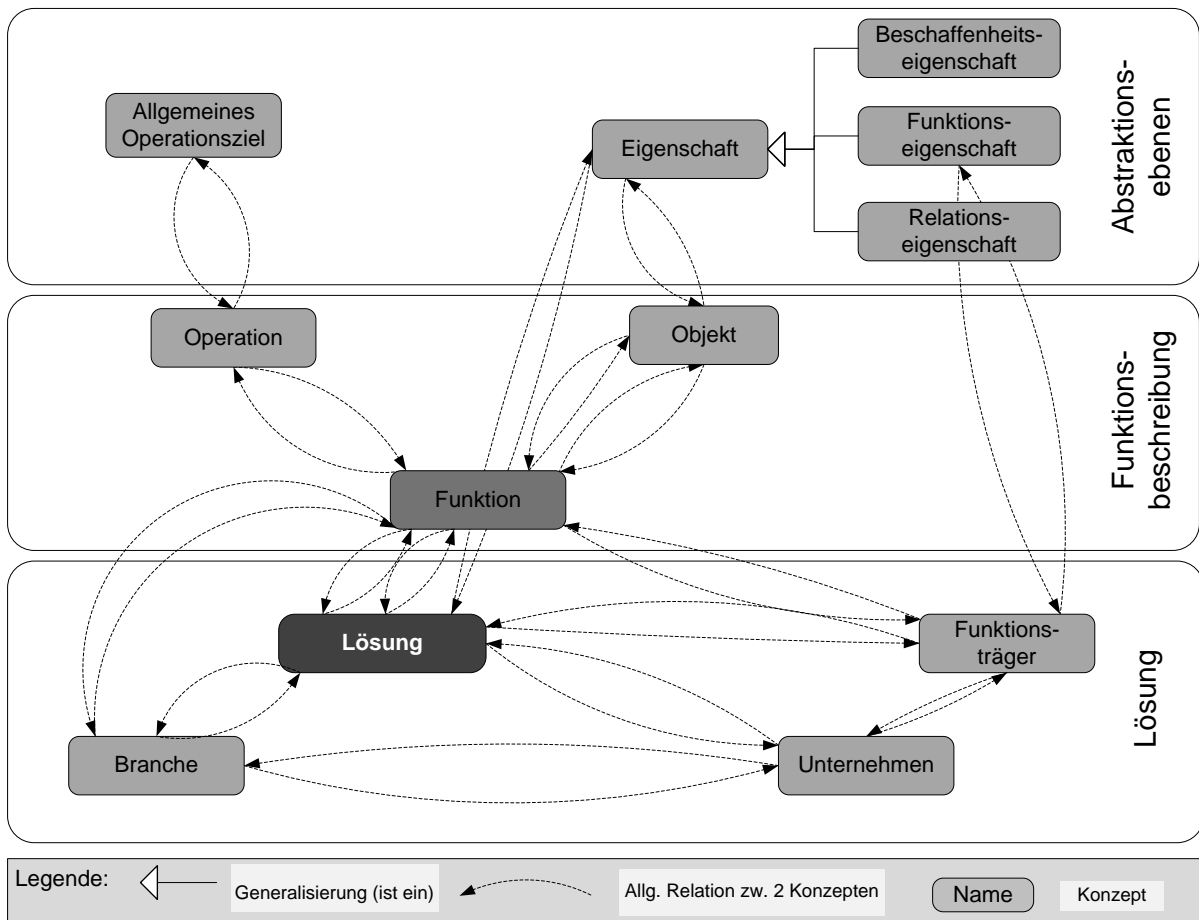 Beschaffenheits-
eigenschaft
Allgemeines
Operationsziel
Eigenschaft
Funktions-
eigenschaft
Relations-
eigenschaft
Abstraktions-
ebenen
Operation
Objekt
Funktion
Funktions-
beschreibung
Lösung
Funktions-
träger
Branche
Unternehmen
Lösung
Legende:
Generalisierung (ist ein)
Allg. Relation zw. 2 Konzepten
Name
Konzept